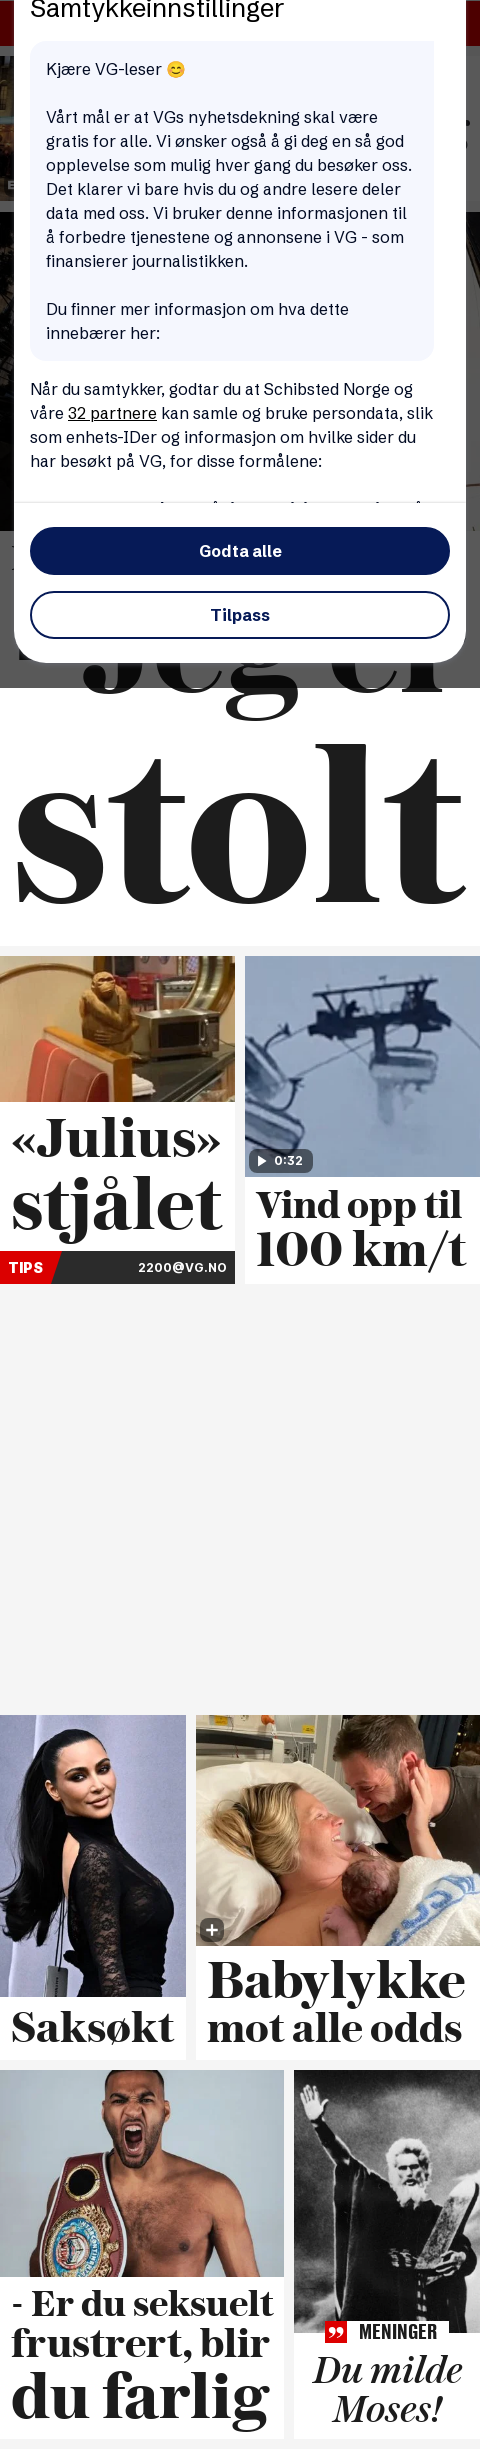 Samtykkeinnstillinger
Kjære VG-leser 😊
Vårt mål er at VGs nyhetsdekning skal være
gratis for alle. Vi ønsker også å gi deg en så god
opplevelse som mulig hver gang du besøker oss.
Det klarer vi bare hvis du og andre lesere deler
data med oss. Vi bruker denne informasjonen til
å forbedre tjenestene og annonsene i VG - som
finansierer journalistikken.
Du finner mer informasjon om hva dette
innebærer her:
Når du samtykker, godtar du at Schibsted Norge og
våre 32 partnere kan samle og bruke persondata, slik
som enhets-IDer og informasjon om hvilke sider du
har besøkt på VG, for disse formålene:
Godta alle
Tilpass
Jeg er
stolt
«Julius»
stjålet
TIPS 2200@VG.NO
0:32
Vind opp til
100 km/t
Saksøkt
Babylykke
mot alle odds
- Er du seksuelt
frustrert, blir
du farlig
MENINGER
Du milde
Moses!